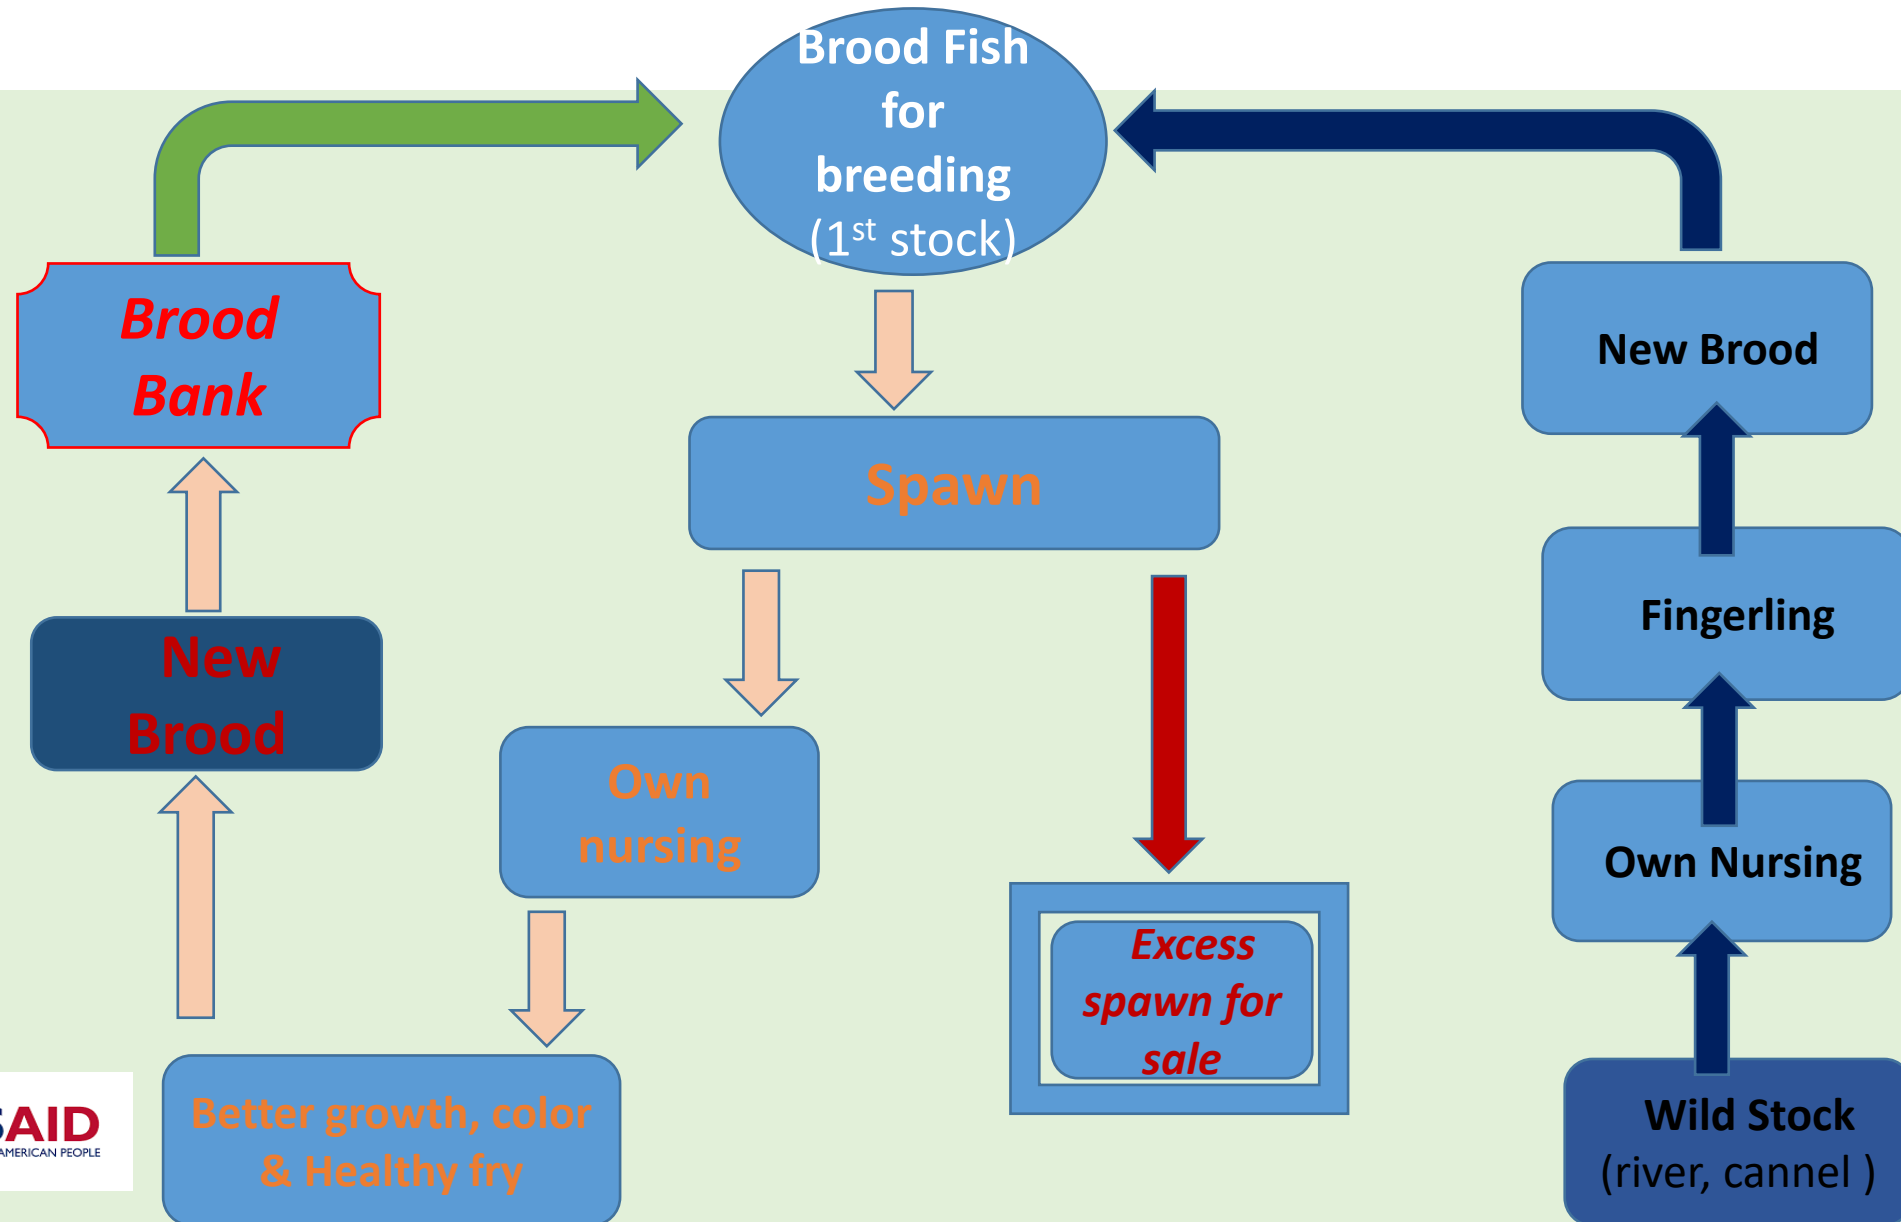 Brood Fish
for
breeding
(1st stock)
Brood
Bank
New Brood
Spawn
Fingerling
New
Brood
Own
nursing
Own Nursing
Excess
spawn for
sale
Better growth, color
& Healthy fry
Wild Stock
(river, cannel )
SAID
AMERICAN PEOPLE